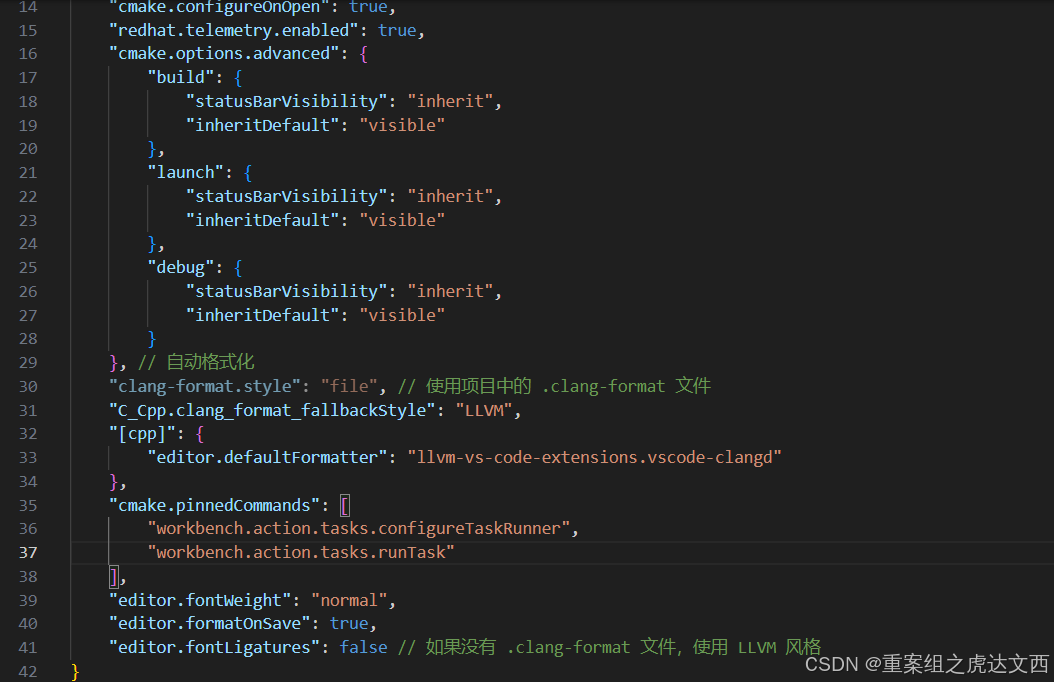 14 "cmake.configureOnOpen": true,
15 "redhat.telemetry.enabled": true,
16 "cmake.options.advanced": {
17 "build": {
18 "statusBarVisibility": "inherit",
19 "inheritDefault": "visible"
20 },
21 "launch": {
22 "statusBarVisibility": "inherit",
23 "inheritDefault": "visible"
24 },
25 "debug": {
26 "statusBarVisibility": "inherit",
27 "inheritDefault": "visible"
28 }
29 }, // 自动格式化
30 "clang-format.style": "file", // 使用项目中的 .clang-format 文件
31 "C_Cpp.clang_format_fallbackStyle": "LLVM",
32 "[cpp]": {
33 "editor.defaultFormatter": "llvm-vs-code-extensions.vscode-clangd"
34 },
35 "cmake.pinnedCommands": [
36 "workbench.action.tasks.configureTaskRunner",
37 "workbench.action.tasks.runTask"
38 ],
39 "editor.fontWeight": "normal",
40 "editor.formatOnSave": true,
41 "editor.fontLigatures": false // 如果没有 .clang-format 文件，使用 LLVM 风格
42 }
CSDN @重案组之虎达文西